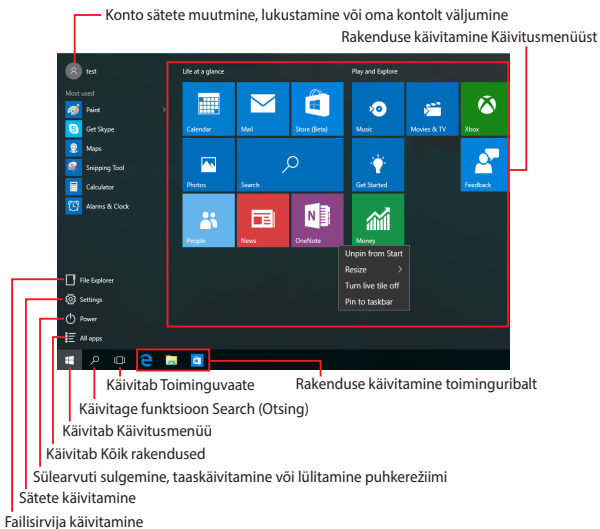 Konto sätete muutmine, lukustamine või oma kontolt väljumine
Rakenduse käivitamine Käivitusmenüüst
test
Life at a glance
Play and Explore
Most used
Paint
Get Skype
Maps
Snipping Tool
Calculator
Alarms & Clock
Calendar
Mail
Store (Beta)
Music
Movies & TV
Xbox
Photos
Search
Get Started
Feedback
People
News
OneNote
Money
Unpin from Start
Resize
Turn live tile off
Pin to taskbar
File Explorer
Settings
Power
All apps
Käivitab Toiminguvaate
Rakenduse käivitamine toiminguribalt
Käivitage funktsioon Search (Otsing)
Käivitab Käivitusmenüü
Käivitab Kõik rakendused
Sülearvuti sulgemine, taaskäivitamine või lülitamine puhkerežiimi
Sätete käivitamine
Failisirvija käivitamine